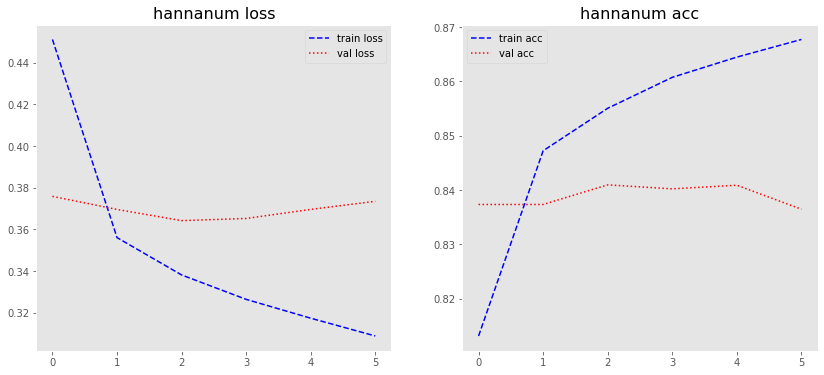 hannanum loss
train loss
val loss
0.44
0.42
0.40
0.38
0.36
0.34
0.32
0 1 2 3 4 5
hannanum acc
train acc
val acc
0.87
0.86
0.85
0.84
0.83
0.82
0 1 2 3 4 5